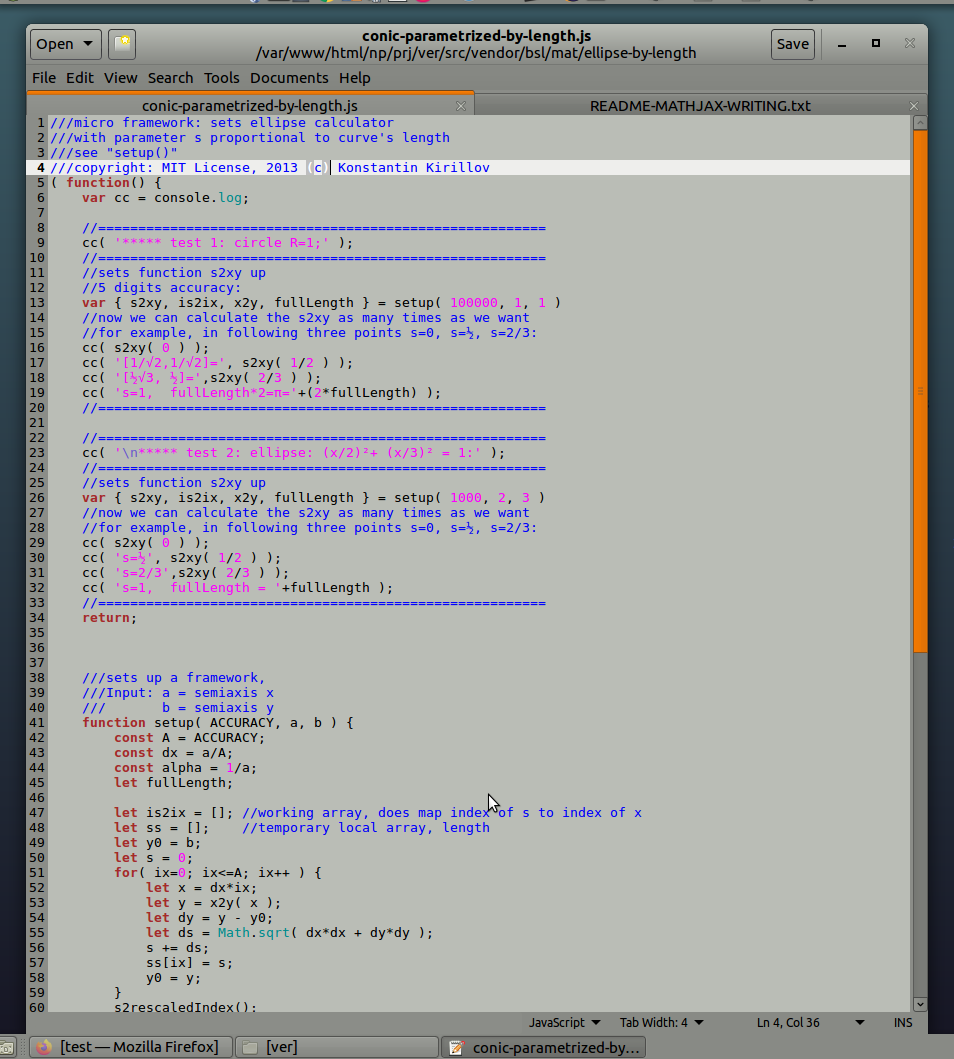 Open
conic-parametrized-by-length.js
/var/www/html/np/prj/ver/src/vendor/bsl/mat/ellipse-by-length
Save
File Edit View Search Tools Documents Help
conic-parametrized-by-length.js README-MATHJAX-WRITING.txt
1 ///micro framework: sets ellipse calculator
2 ///with parameter s proportional to curve's length
3 ///see "setup()"
4 ///copyright: MIT License, 2013 (c) Konstantin Kirillov
5 ( function() {
6     var cc = console.log;
7
8     //========================================================
9     cc( '***** test 1: circle R=1;' );
10     //========================================================
11     //sets function s2xy up
12     //5 digits accuracy:
13     var { s2xy, is2ix, x2y, fullLength } = setup( 100000, 1, 1 )
14     //now we can calculate the s2xy as many times as we want
15     //for example, in following three points s=0, s=½, s=2/3:
16     cc( s2xy( 0 ) );
17     cc( '[1/√2,1/√2]=', s2xy( 1/2 ) );
18     cc( '[½√3, ½]=',s2xy( 2/3 ) );
19     cc( 's=1,  fullLength*2=π='+(2*fullLength) );
20     //========================================================
21
22     //========================================================
23     cc( '\n***** test 2: ellipse: (x/2)²+ (x/3)² = 1:' );
24     //========================================================
25     //sets function s2xy up
26     var { s2xy, is2ix, x2y, fullLength } = setup( 1000, 2, 3 )
27     //now we can calculate the s2xy as many times as we want
28     //for example, in following three points s=0, s=½, s=2/3:
29     cc( s2xy( 0 ) );
30     cc( 's=½', s2xy( 1/2 ) );
31     cc( 's=2/3',s2xy( 2/3 ) );
32     cc( 's=1,  fullLength = '+fullLength );
33     //========================================================
34     return;
35
36
37
38     ///sets up a framework,
39     ///Input: a = semiaxis x
40     ///       b = semiaxis y
41     function setup( ACCURACY, a, b ) {
42         const A = ACCURACY;
43         const dx = a/A;
44         const alpha = 1/a;
45         let fullLength;
46
47         let is2ix = []; //working array, does map index of s to index of x
48         let ss = [];    //temporary local array, length
49         let y0 = b;
50         let s = 0;
51         for( ix=0; ix<=A; ix++ ) {
52             let x = dx*ix;
53             let y = x2y( x );
54             let dy = y - y0;
55             let ds = Math.sqrt( dx*dx + dy*dy );
56             s += ds;
57             ss[ix] = s;
58             y0 = y;
59         }
60         s2rescaledIndex();
JavaScript Tab Width: 4 Ln 4, Col 36 INS
[test — Mozilla Firefox] [ver] conic-parametrized-by...